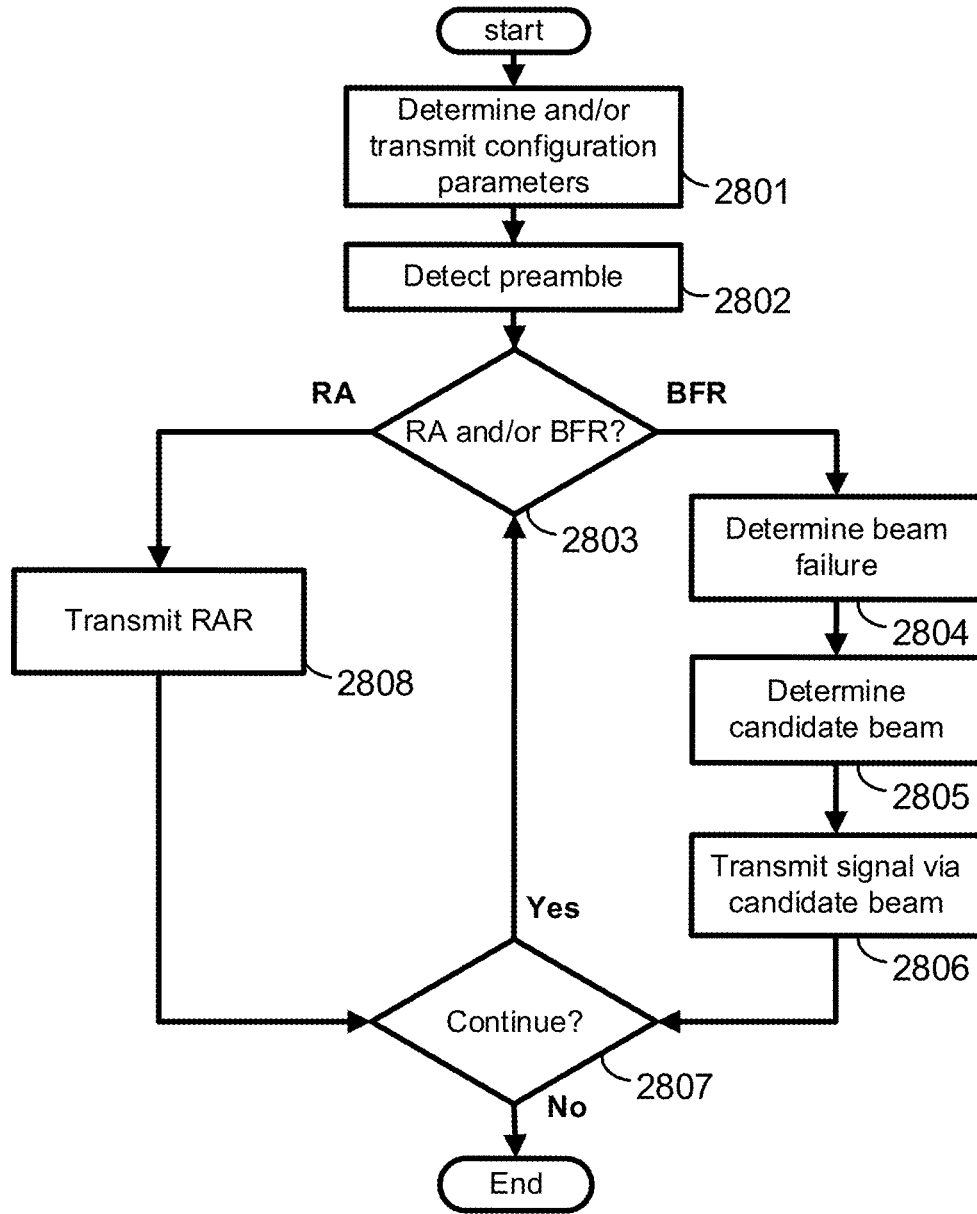 start
Determine and/or
transmit configuration
parameters
2801
Detect preamble
2802
RA
BFR
RA and/or BFR?
2803
Determine beam
failure
2804
Transmit RAR
2808
Determine
candidate beam
2805
Transmit signal via
candidate beam
2806
Yes
Continue?
2807
No
End